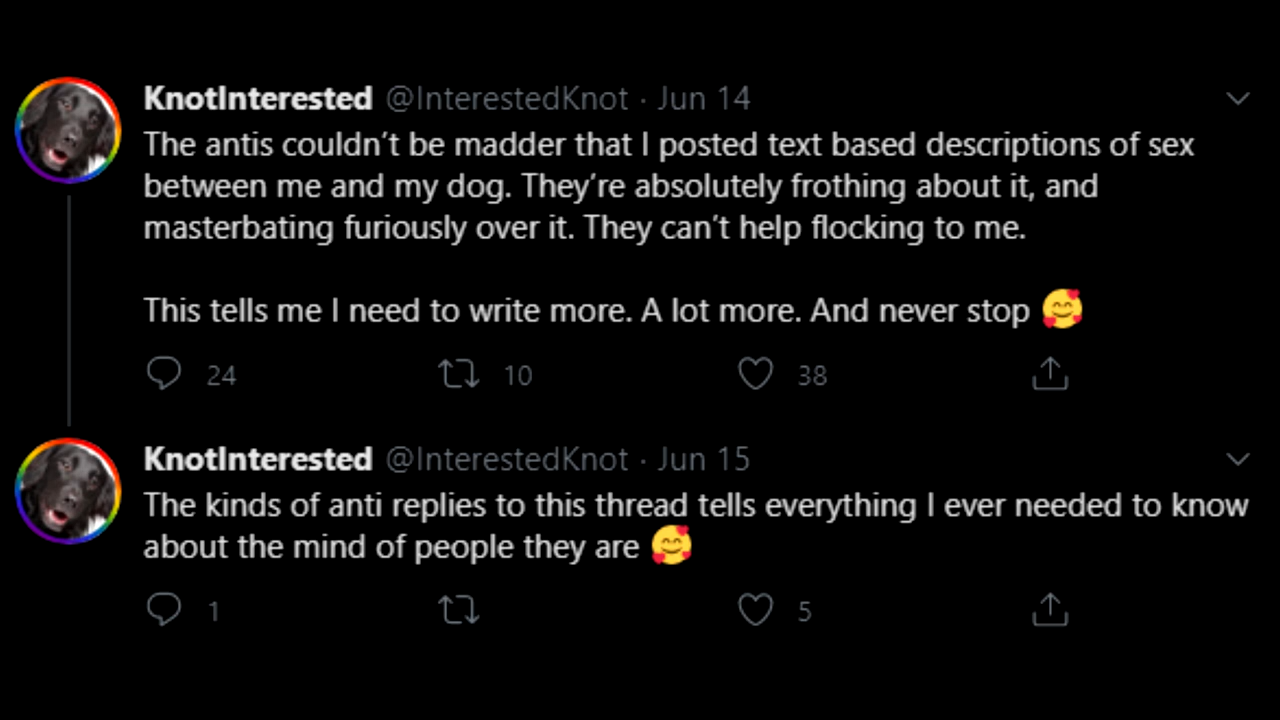 KnotInterested @InterestedKnot · Jun 14
The antis couldn’t be madder that I posted text based descriptions of sex
between me and my dog. They’re absolutely frothing about it, and
masterbating furiously over it. They can’t help flocking to me.
This tells me I need to write more. A lot more. And never stop 🥰
24 10 38
KnotInterested @InterestedKnot · Jun 15
The kinds of anti replies to this thread tells everything I ever needed to know
about the mind of people they are 🥰
1 5